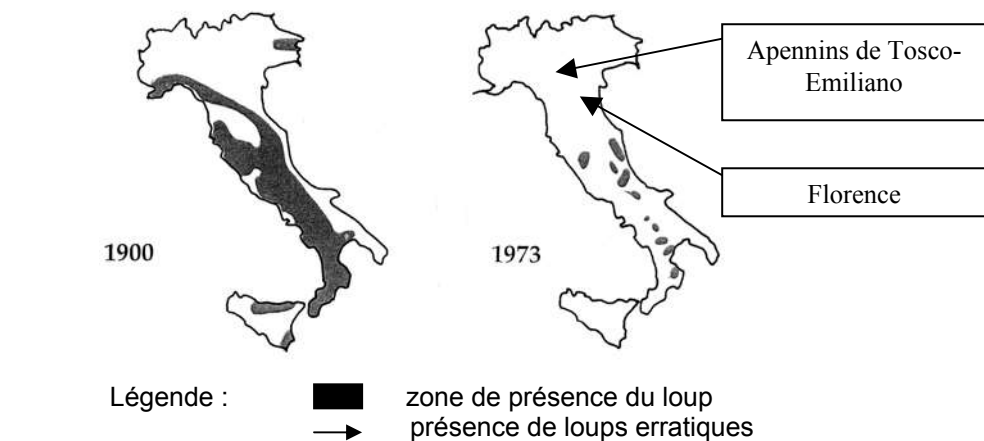 Apennins de Tosco-
Emiliano
Florence
1900
1973
Légende :
zone de présence du loup
présence de loups erratiques